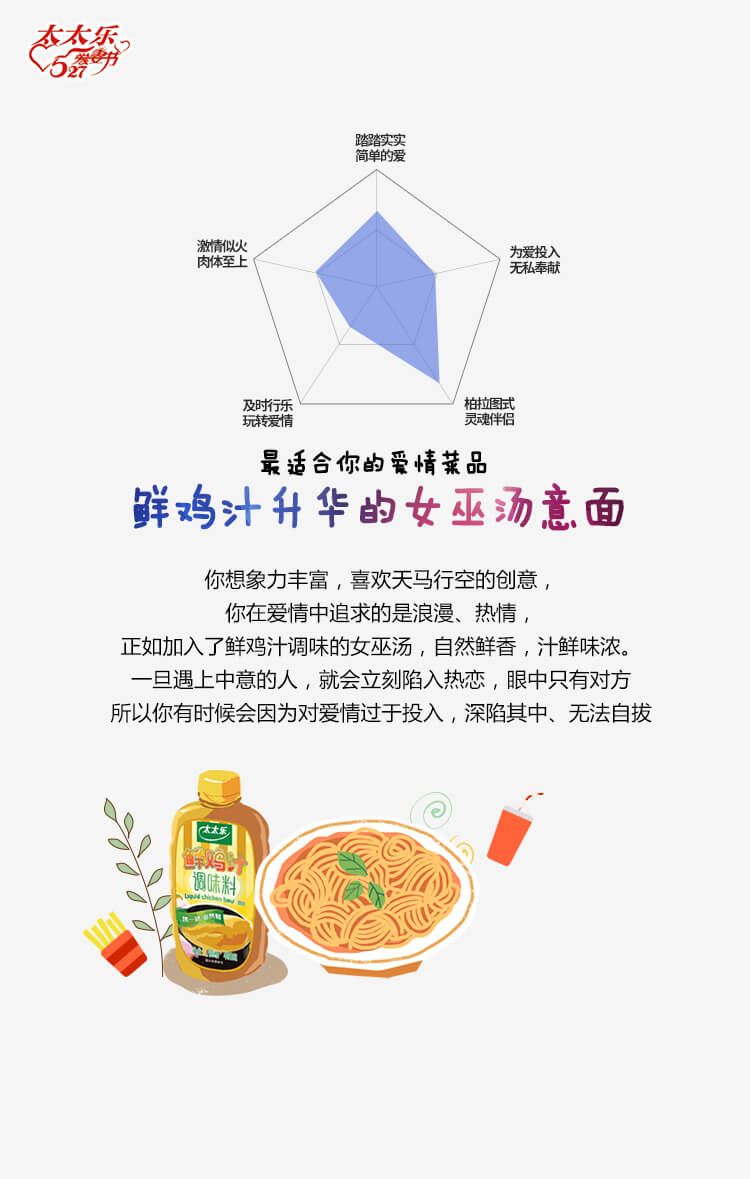 太太乐
527爱尝书
踏踏实实
简单的爱
激情似火
肉体至上
为爱投入
无私奉献
及时行乐
玩转爱情
柏拉图式
灵魂伴侣
最适合你的爱情菜品
鲜鸡汁升华的女巫汤意面
你想象力丰富，喜欢天马行空的创意，
你在爱情中追求的是浪漫、热情，
正如加入了鲜鸡汁调味的女巫汤，自然鲜香，汁鲜味浓。
一旦遇上中意的人，就会立刻陷入热恋，眼中只有对方
所以你有时候会因为对爱情过于投入，深陷其中、无法自拔
太太乐
鲜鸡汁
调味料
Liquid chicken